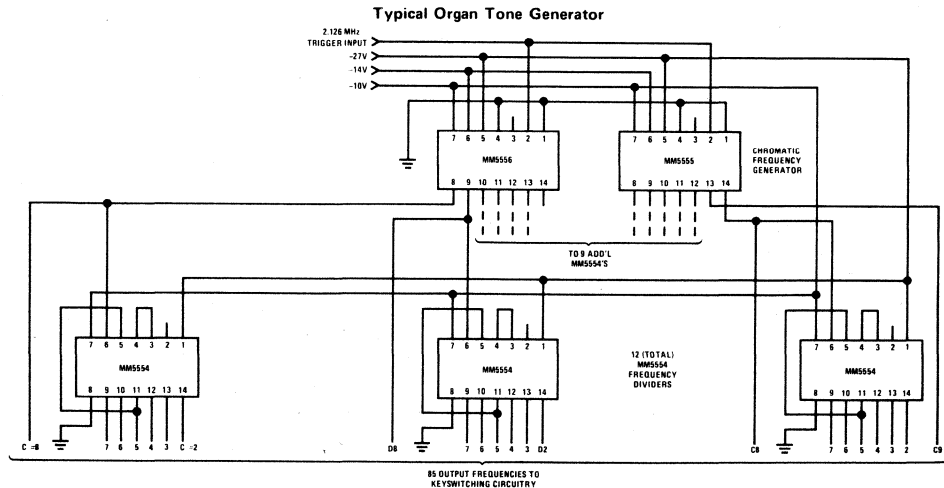 Typical Organ Tone Generator
2.126 MHz
TRIGGER INPUT
-27V
-14V
-10V
7 6 5 4 3 2 1
MM5556
8 9 10 11 12 13 14
7 6 5 4 3 2 1
MM5555
8 9 10 11 12 13 14
CHROMATIC
FREQUENCY
GENERATOR
TO 9 ADD'L
MM5554'S
7 6 5 4 3 2 1
MM5554
8 9 10 11 12 13 14
7 6 5 4 3 2 1
MM5554
8 9 10 11 12 13 14
12 (TOTAL)
MM5554
FREQUENCY
DIVIDERS
7 6 5 4 3 2 1
MM5554
8 9 10 11 12 13 14
C =8 7 6 5 4 3 C =2
D8 7 6 5 4 3 D2
C8 7 6 5 4 3 2 C9
85 OUTPUT FREQUENCIES TO
KEYSWITCHING CIRCUITRY